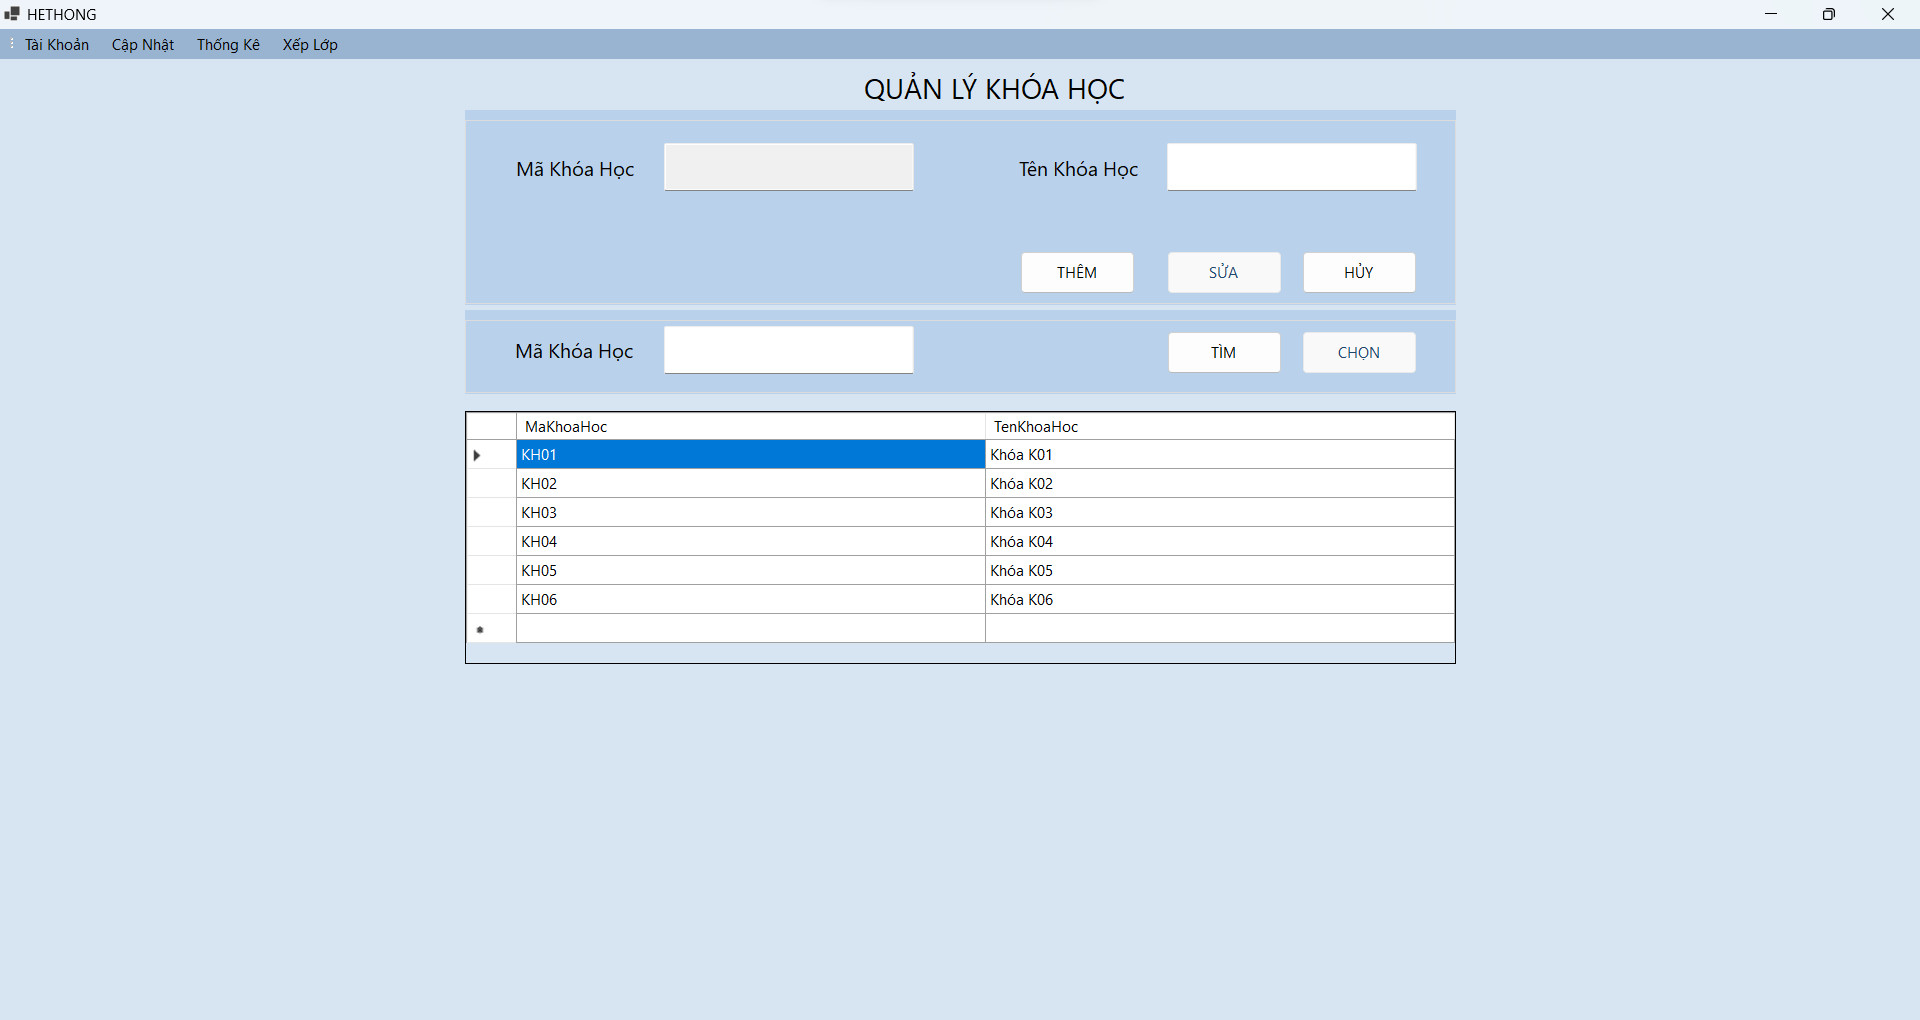 HETHONG
Tài Khoản Cập Nhật Thống Kê Xếp Lớp
QUẢN LÝ KHÓA HỌC
Mã Khóa Học Tên Khóa Học
THÊM SỬA HỦY
Mã Khóa Học TÌM CHỌN
MaKhoaHoc TenKhoaHoc
KH01 Khóa K01
KH02 Khóa K02
KH03 Khóa K03
KH04 Khóa K04
KH05 Khóa K05
KH06 Khóa K06